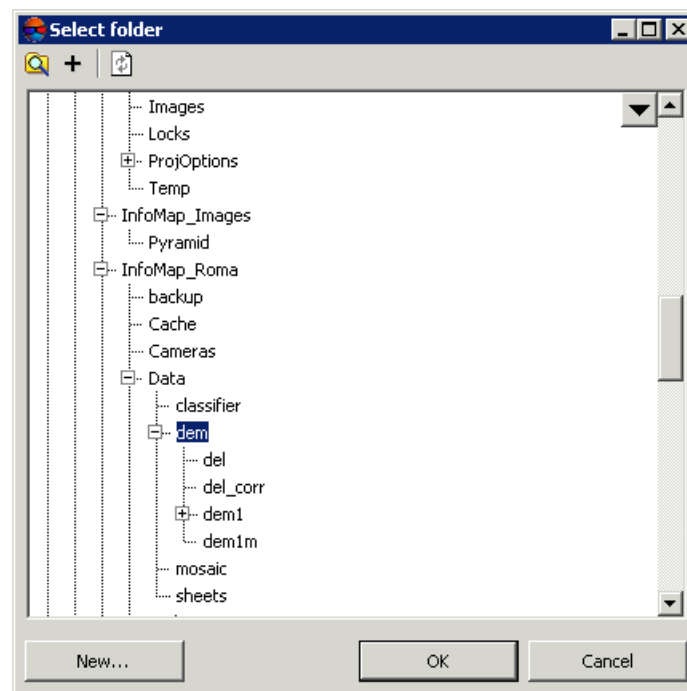 Select folder
Images
Locks
ProjOptions
Temp
InfoMap_Images
Pyramid
InfoMap_Roma
backup
Cache
Cameras
Data
classifier
dem
del
del_corr
dem1
dem1m
mosaic
sheets
New... OK Cancel